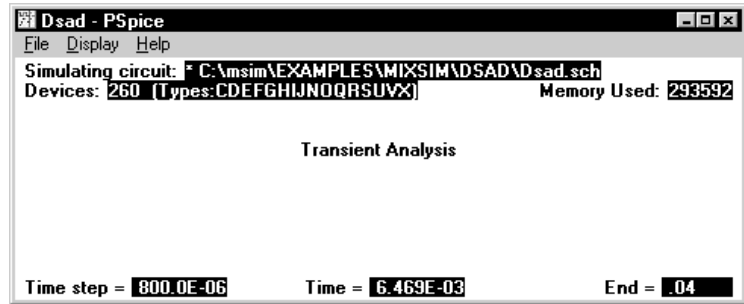 Dsad - PSpice
File Display Help
Simulating circuit: * C:\msim\EXAMPLES\MIXSIM\DSAD\Dsad.sch
Devices: 260 (Types:CDEFGHIJNOQRSUVX) Memory Used: 293592
Transient Analysis
Time step = 800.0E-06 Time = 6.469E-03 End = .04